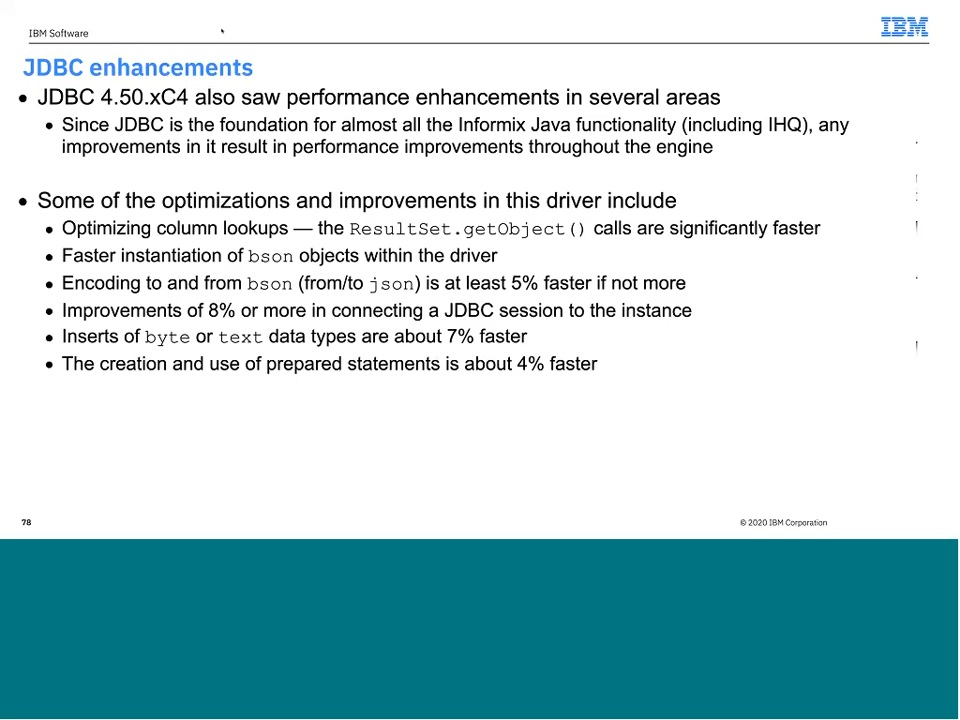 IBM Software
IBM
JDBC enhancements
• JDBC 4.50.xC4 also saw performance enhancements in several areas
• Since JDBC is the foundation for almost all the Informix Java functionality (including IHQ), any
improvements in it result in performance improvements throughout the engine
• Some of the optimizations and improvements in this driver include
• Optimizing column lookups — the ResultSet.getObject() calls are significantly faster
• Faster instantiation of bson objects within the driver
• Encoding to and from bson (from/to json) is at least 5% faster if not more
• Improvements of 8% or more in connecting a JDBC session to the instance
• Inserts of byte or text data types are about 7% faster
• The creation and use of prepared statements is about 4% faster
78
© 2020 IBM Corporation